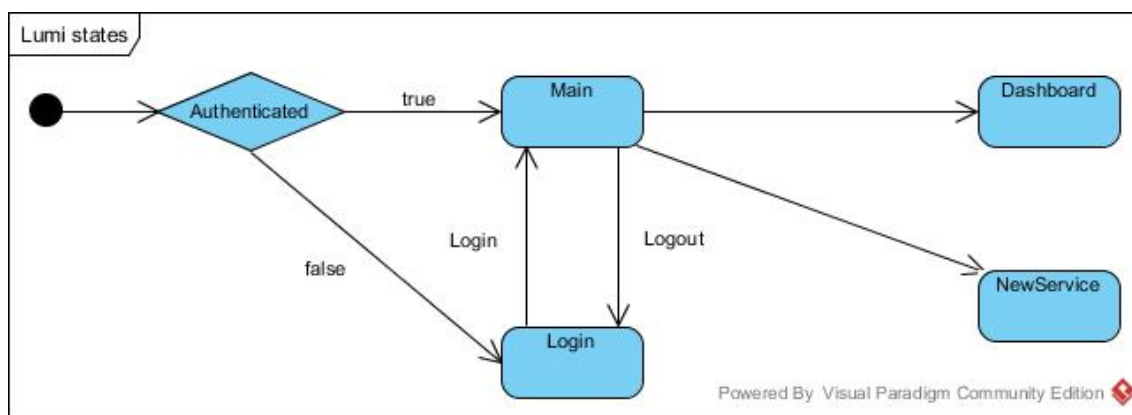 Lumi states
Authenticated
true
Main
Dashboard
Login
Logout
false
NewService
Login
Powered By Visual Paradigm Community Edition